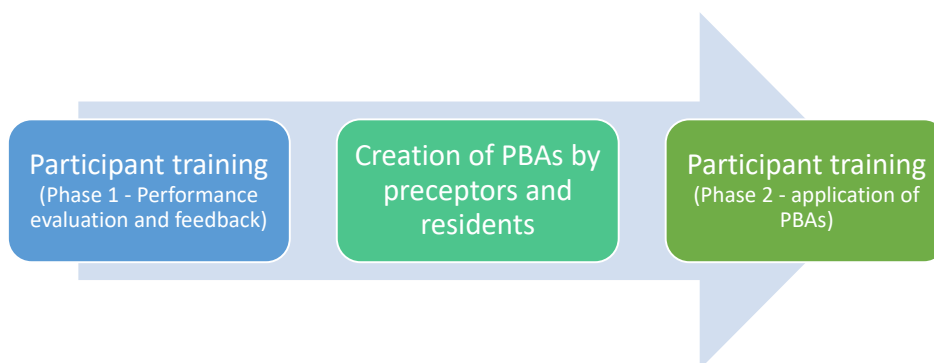 Participant training
(Phase 1 - Performance
evaluation and feedback)
Creation of PBAs by
preceptors and
residents
Participant training
(Phase 2 - application of
PBAs)